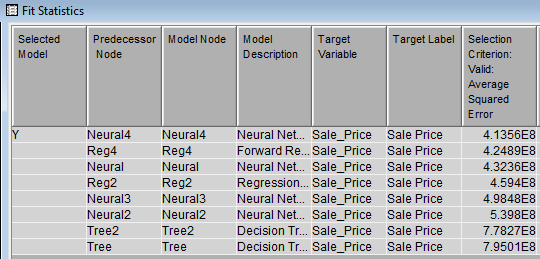 Fit Statistics
Selected Model Predecessor Node Model Node Model Description Target Variable Target Label Selection Criterion: Valid: Average Squared Error
Y Neural4 Neural4 Neural Net... Sale_Price Sale Price 4.1356E8
Reg4 Reg4 Forward Re... Sale_Price Sale Price 4.2489E8
Neural Neural Neural Net... Sale_Price Sale Price 4.3236E8
Reg2 Reg2 Regression... Sale_Price Sale Price 4.594E8
Neural3 Neural3 Neural Net... Sale_Price Sale Price 4.9848E8
Neural2 Neural2 Neural Net... Sale_Price Sale Price 5.398E8
Tree2 Tree2 Decision Tr... Sale_Price Sale Price 7.7827E8
Tree Tree Decision Tr... Sale_Price Sale Price 7.9501E8